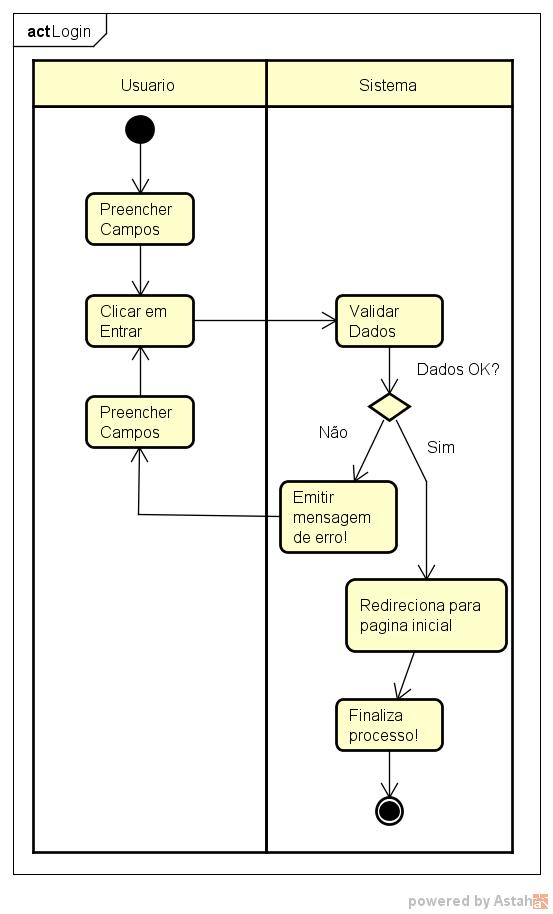 act Login
Usuario
Sistema
Preencher
Campos
Clicar em
Entrar
Validar
Dados
Dados OK?
Preencher
Campos
Não
Sim
Emitir
mensagem
de erro!
Redireciona para
pagina inicial
Finaliza
processo!
powered by Astah